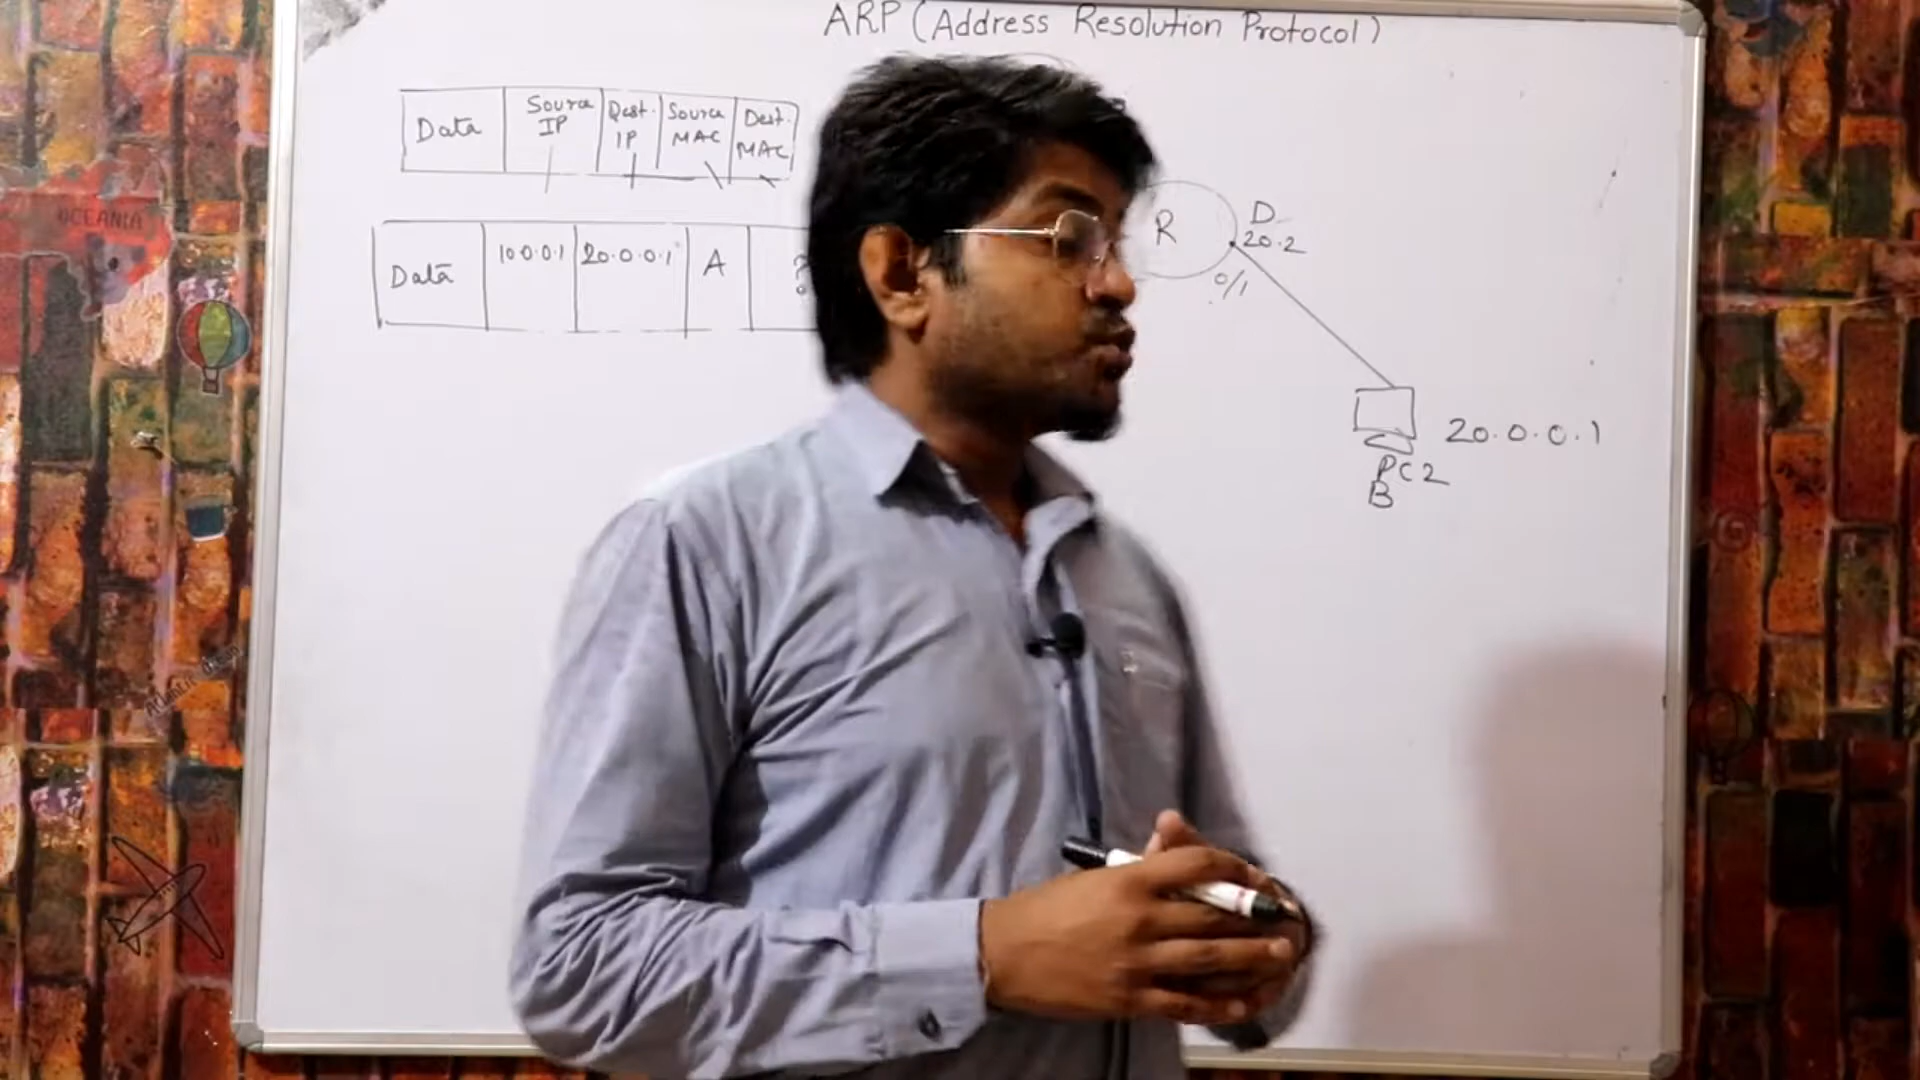 ARP (Address Resolution Protocol)
Data
Source IP
Dest. IP
Source MAC
Dest. MAC
Data
10.0.0.1
20.0.0.1
A
?
R
D
20.2
0/1
20.0.0.1
PC2
B
OCEANIA